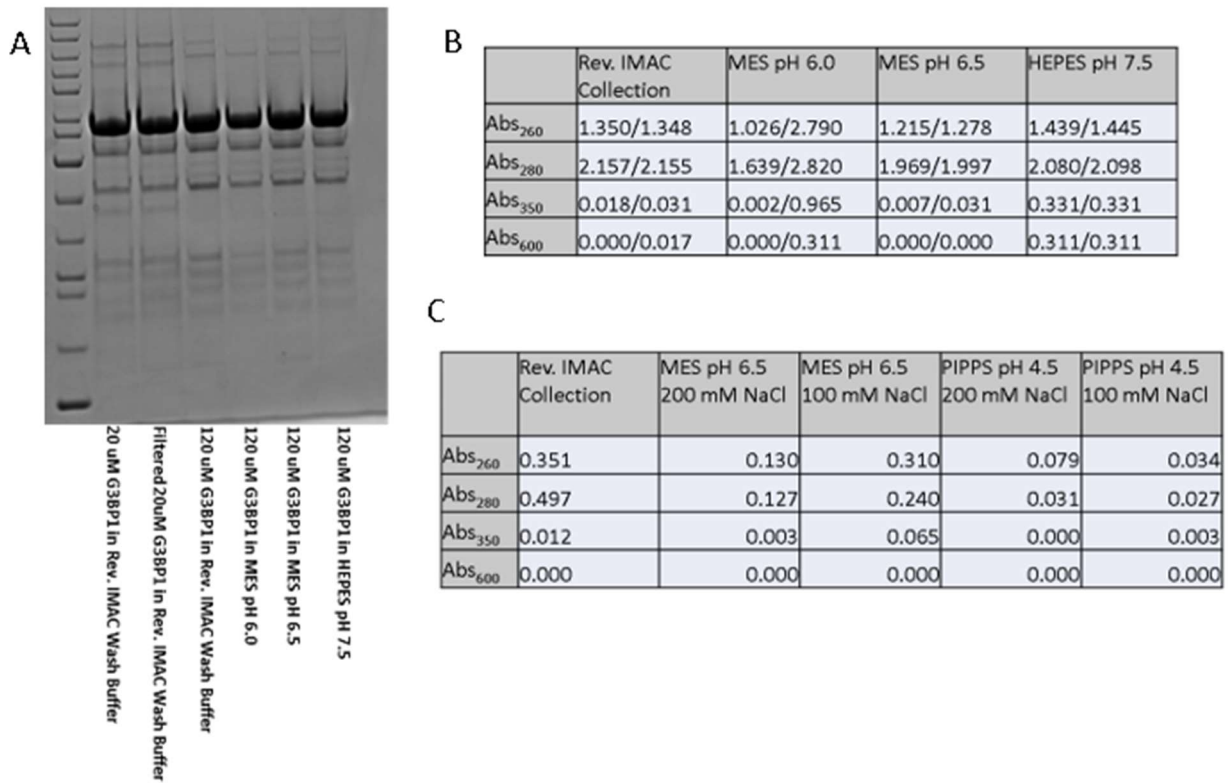 A
20 uM G3BP1 in Rev. IMAC Wash Buffer
Filtered 20uM G3BP1 in Rev. IMAC Wash Buffer
120 uM G3BP1 in Rev. IMAC Wash Buffer
120 uM G3BP1 in MES pH 6.0
120 uM G3BP1 in MES pH 6.5
120 uM G3BP1 in HEPES pH 7.5
B
Rev. IMAC Collection MES pH 6.0 MES pH 6.5 HEPES pH 7.5
Abs260 1.350/1.348 1.026/2.790 1.215/1.278 1.439/1.445
Abs280 2.157/2.155 1.639/2.820 1.969/1.997 2.080/2.098
Abs350 0.018/0.031 0.002/0.965 0.007/0.031 0.331/0.331
Abs600 0.000/0.017 0.000/0.311 0.000/0.000 0.311/0.311
C
Rev. IMAC Collection MES pH 6.5 200 mM NaCl MES pH 6.5 100 mM NaCl PIPPS pH 4.5 200 mM NaCl PIPPS pH 4.5 100 mM NaCl
Abs260 0.351 0.130 0.310 0.079 0.034
Abs280 0.497 0.127 0.240 0.031 0.027
Abs350 0.012 0.003 0.065 0.000 0.003
Abs600 0.000 0.000 0.000 0.000 0.000